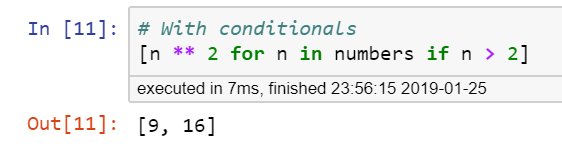 In [11]: # With conditionals
[n ** 2 for n in numbers if n > 2]
executed in 7ms, finished 23:56:15 2019-01-25
Out[11]: [9, 16]